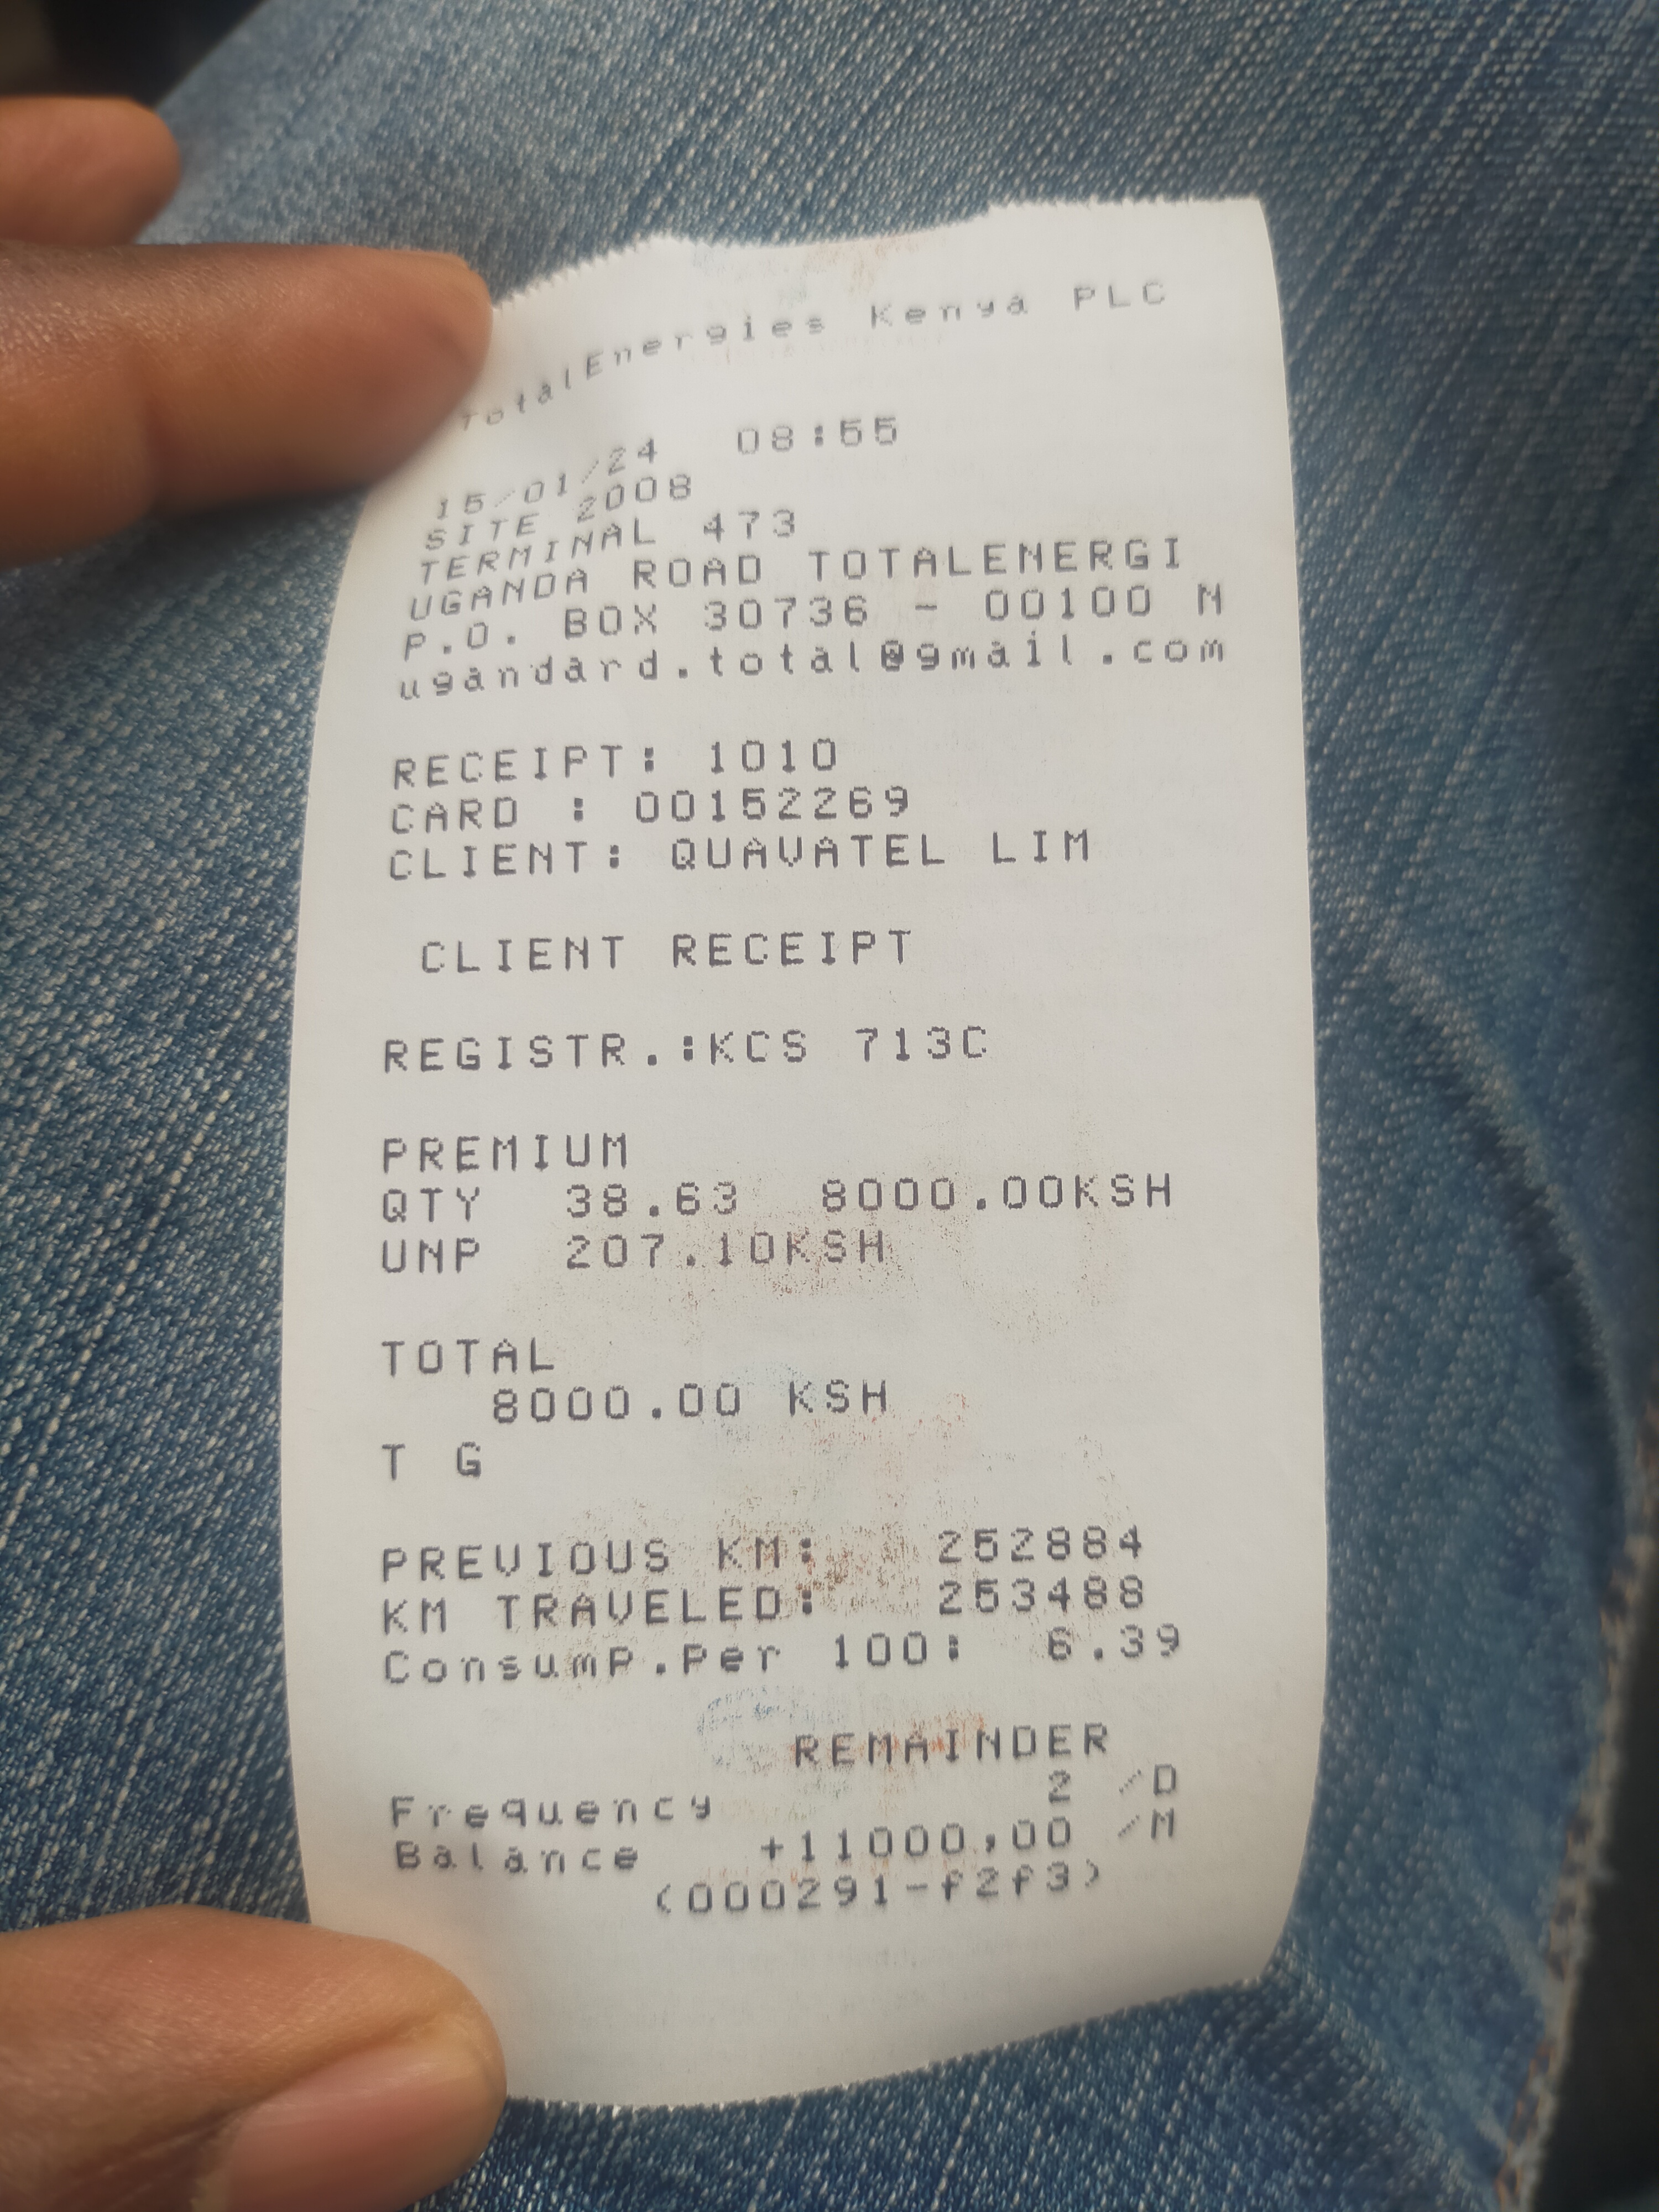 TotalEnergies Kenya PLC
15/01/24 08:55
SITE 2008
TERMINAL 473
UGANDA ROAD TOTALENERGI
P.O. BOX 30736 - 00100 N
ugandard.total@gmail.com
RECEIPT: 1010
CARD : 00152269
CLIENT: QUAVATEL LIM
CLIENT RECEIPT
REGISTR.:KCS 713C
PREMIUM
QTY 38.63 8000.00KSH
UNP 207.10KSH
TOTAL
8000.00 KSH
T G
PREVIOUS KM: 252884
KM TRAVELED: 253488
Consump.Per 100: 6.39
REMAINDER
Frequency 2 /D
Balance +11000,00 /M
(000291-f2f3)